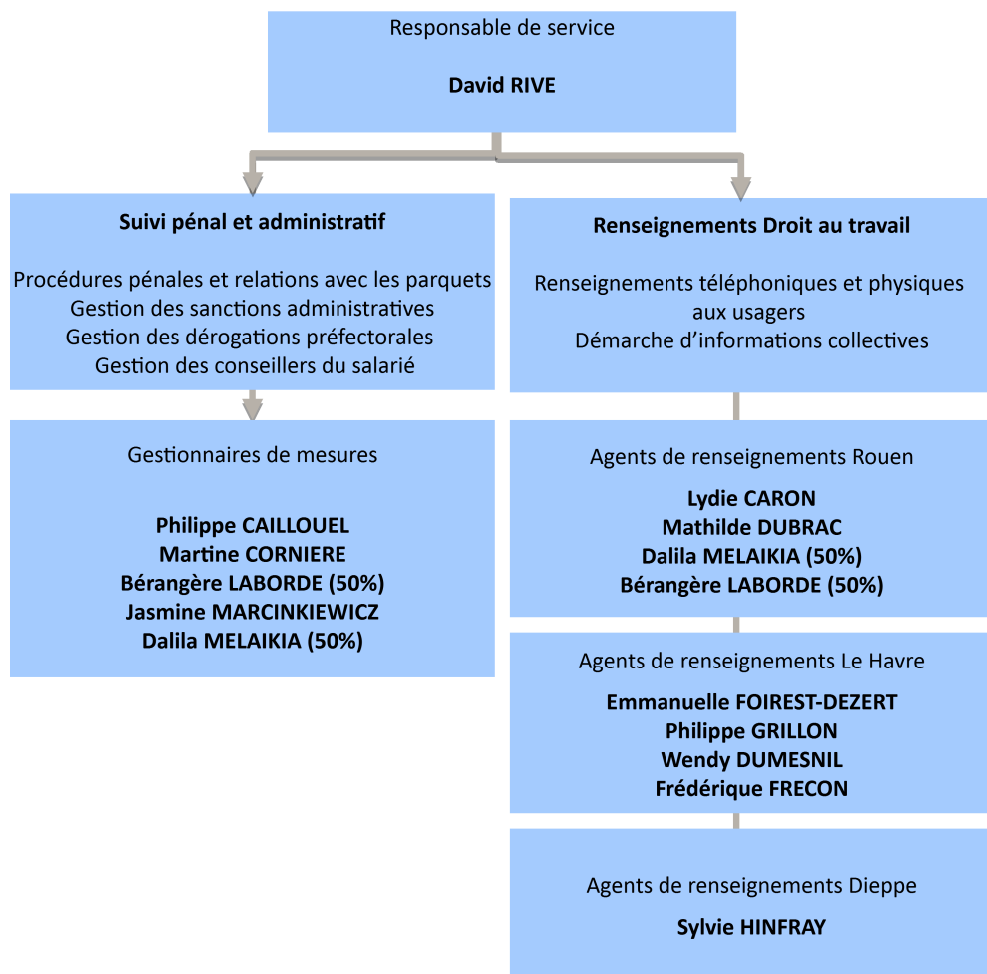 Responsable de service
David RIVE
Suivi pénal et administratif
Procédures pénales et relations avec les parquets
Gestion des sanctions administratives
Gestion des dérogations préfectorales
Gestion des conseillers du salarié
Gestionnaires de mesures
Philippe CAILLOUEL
Martine CORNIERE
Bérangère LABORDE (50%)
Jasmine MARCINKIEWICZ
Dalila MELAIKIA (50%)
Renseignements Droit au travail
Renseignements téléphoniques et physiques
aux usagers
Démarche d’informations collectives
Agents de renseignements Rouen
Lydie CARON
Mathilde DUBRAC
Dalila MELAIKIA (50%)
Bérangère LABORDE (50%)
Agents de renseignements Le Havre
Emmanuelle FOIREST-DEZERT
Philippe GRILLON
Wendy DUMESNIL
Frédérique FRECON
Agents de renseignements Dieppe
Sylvie HINFRAY